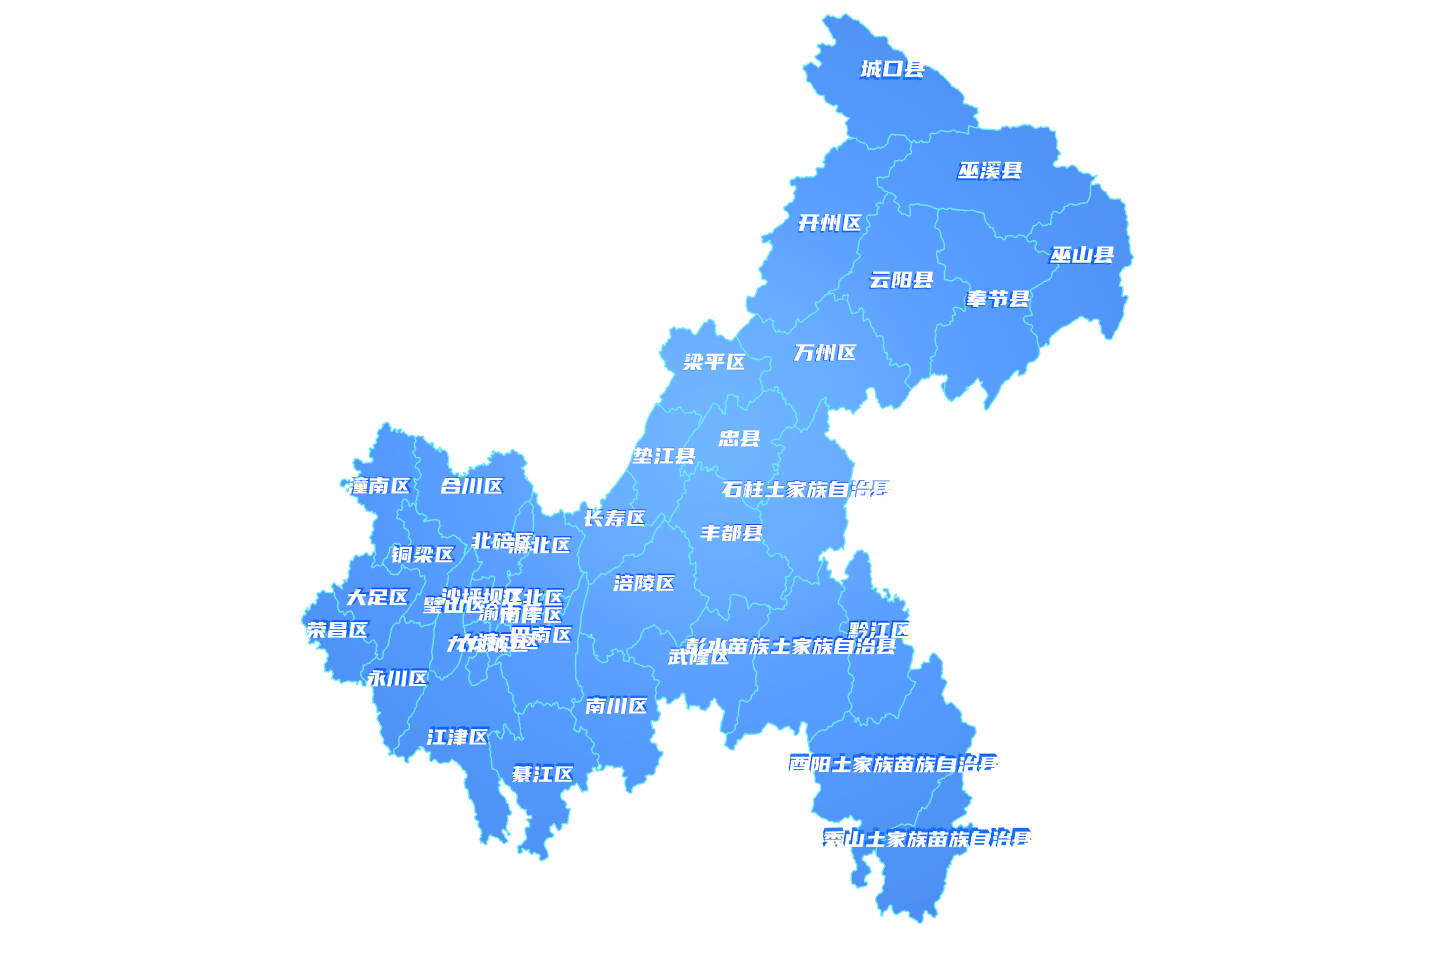 城口县
巫溪县
开州区
巫山县
云阳县
奉节县
万州区
梁平区
忠县
垫江县
潼南区
合川区
石柱土家族自治县
长寿区
丰都县
北碚区
渝北区
铜梁区
涪陵区
大足区
沙坪坝区
江北区
璧山区
南岸区
荣昌区
黔江区
巴南区
九龙坡区
彭水苗族土家族自治县
武隆区
永川区
南川区
江津区
酉阳土家族苗族自治县
綦江区
秀山土家族苗族自治县